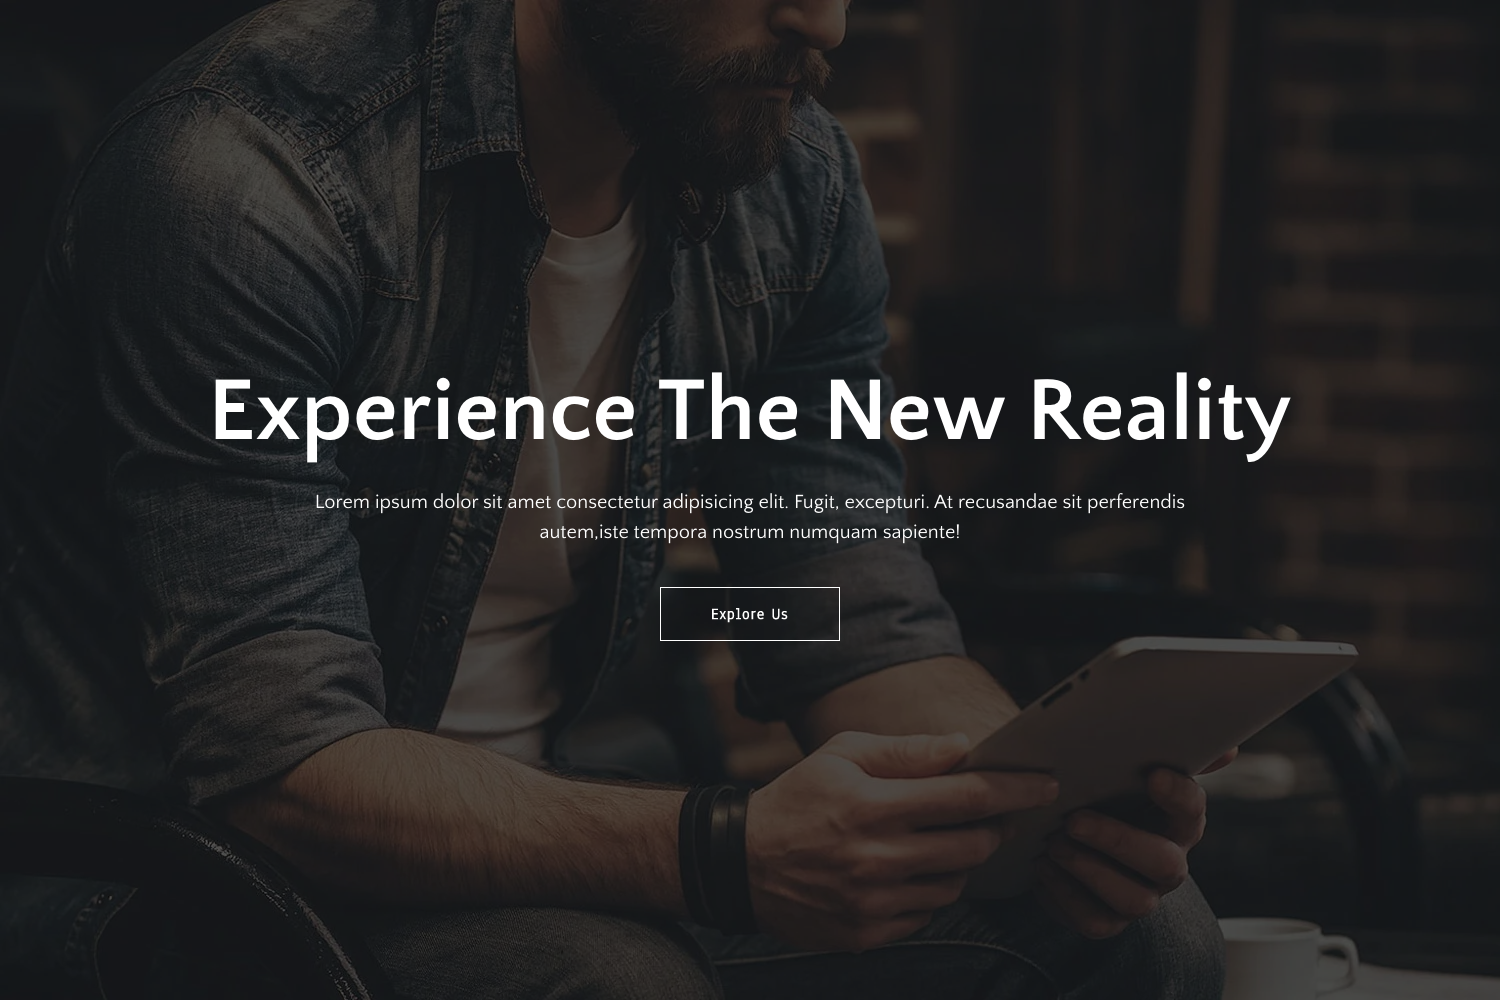 Experience The New Reality
Lorem ipsum dolor sit amet consectetur adipisicing elit. Fugit, excepturi. At recusandae sit perferendis
autem,iste tempora nostrum numquam sapiente!
Explore Us